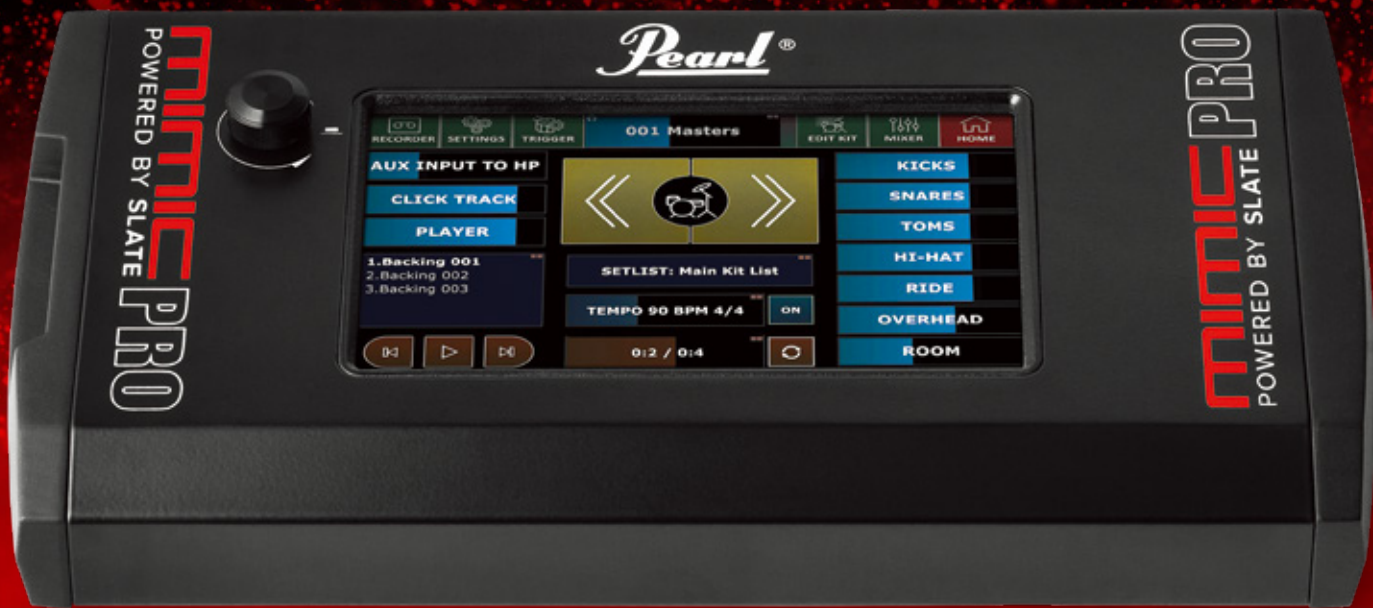 Pearl®
MIMIC PRO
POWERED BY SLATE
RECORDER
SETTINGS
TRIGGER
001 Masters
EDIT KIT
MIXER
HOME
AUX INPUT TO HP
CLICK TRACK
PLAYER
1.Backing 001
2.Backing 002
3.Backing 003
SETLIST: Main Kit List
TEMPO 90 BPM 4/4
ON
0:2 / 0:4
KICKS
SNARES
TOMS
HI-HAT
RIDE
OVERHEAD
ROOM
MIMIC PRO
POWERED BY SLATE